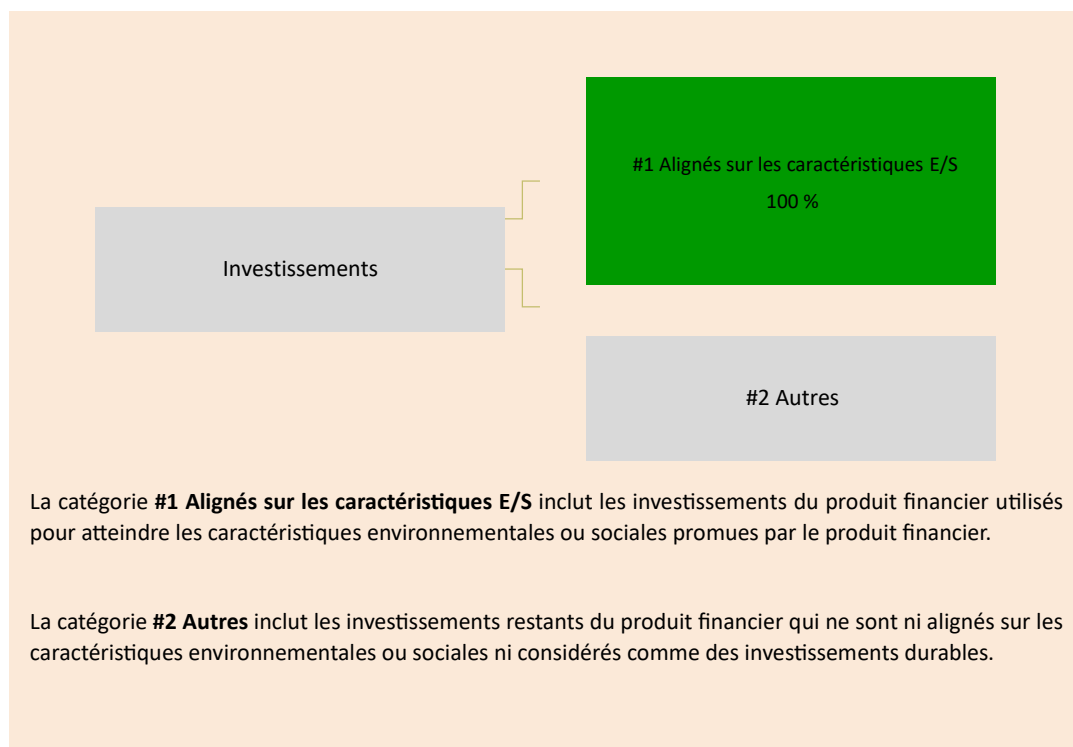 #1 Alignés sur les caractéristiques E/S
100 %
Investissements
#2 Autres
La catégorie #1 Alignés sur les caractéristiques E/S inclut les investissements du produit financier utilisés
pour atteindre les caractéristiques environnementales ou sociales promues par le produit financier.
La catégorie #2 Autres inclut les investissements restants du produit financier qui ne sont ni alignés sur les
caractéristiques environnementales ou sociales ni considérés comme des investissements durables.